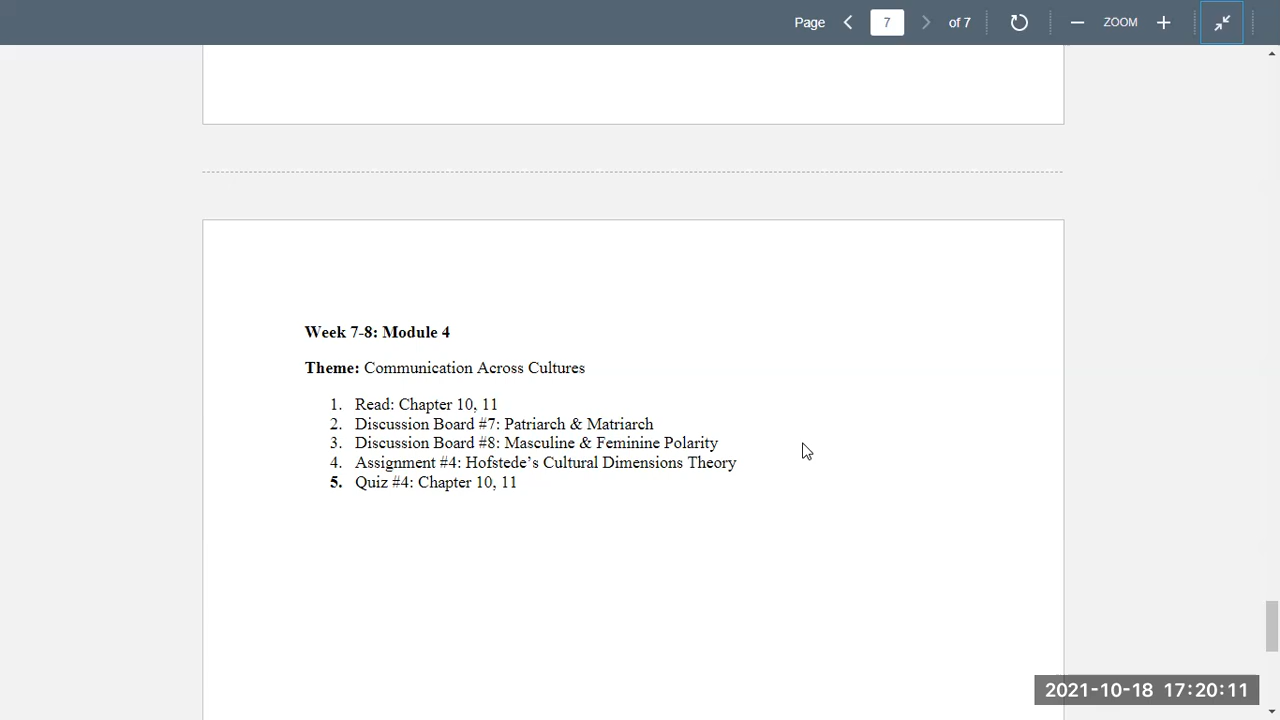 Page 7 of 7 ZOOM
Week 7-8: Module 4
Theme: Communication Across Cultures
1. Read: Chapter 10, 11
2. Discussion Board #7: Patriarch & Matriarch
3. Discussion Board #8: Masculine & Feminine Polarity
4. Assignment #4: Hofstede’s Cultural Dimensions Theory
5. Quiz #4: Chapter 10, 11
2021-10-18 17:20:11